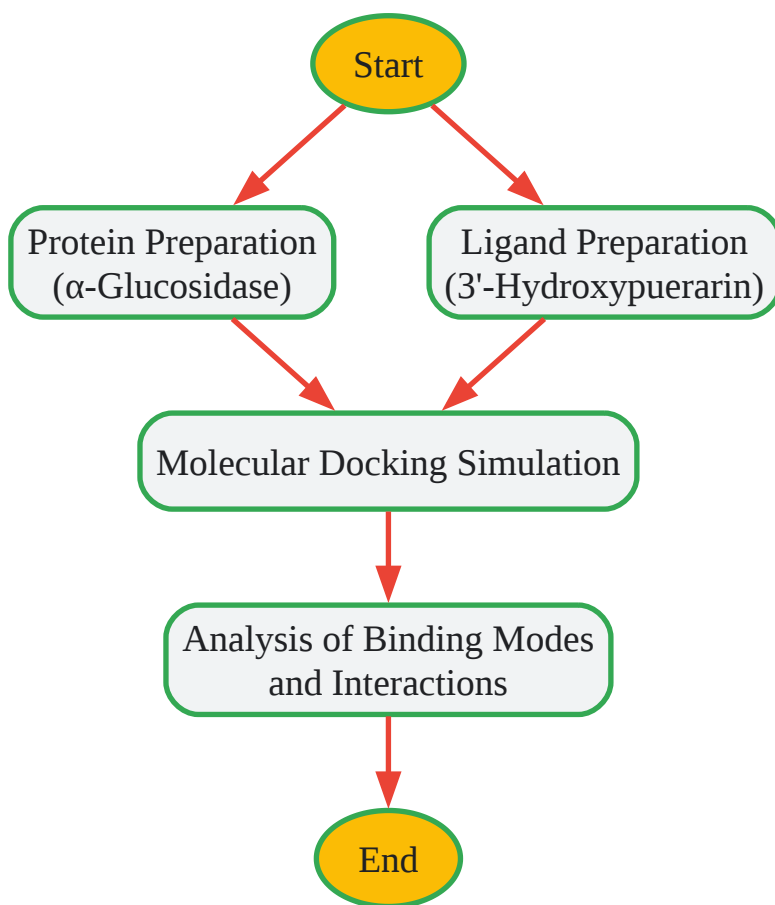 Start
Protein Preparation
(α-Glucosidase)
Ligand Preparation
(3'-Hydroxypuerarin)
Molecular Docking Simulation
Analysis of Binding Modes
and Interactions
End